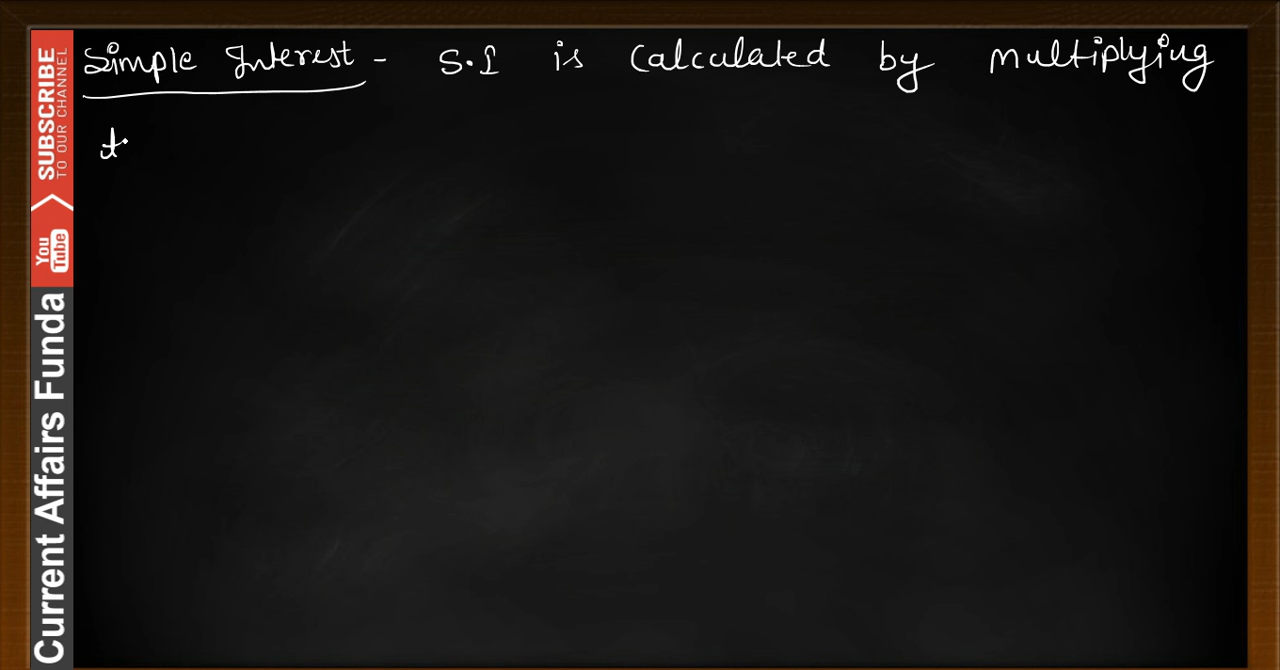 Simple Interest - S.I is calculated by multiplying
t
SUBSCRIBE
TO OUR CHANNEL
You Tube
Current Affairs Funda